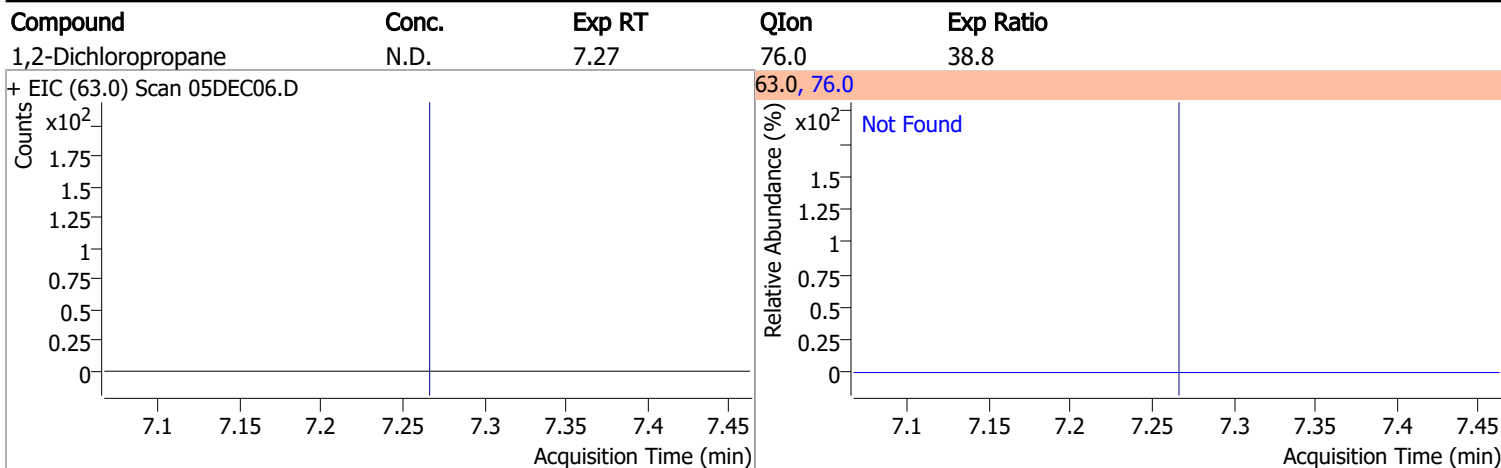 Compound Conc. Exp RT QIon Exp Ratio
1,2-Dichloropropane N.D. 7.27 76.0 38.8
+ EIC (63.0) Scan 05DEC06.D
Counts
x10²
1.75
1.5
1.25
1
0.75
0.5
0.25
0
7.1 7.15 7.2 7.25 7.3 7.35 7.4 7.45
Acquisition Time (min)
63.0, 76.0
Relative Abundance (%)
x10²
Not Found
1.5
1.25
1
0.75
0.5
0.25
0
7.1 7.15 7.2 7.25 7.3 7.35 7.4 7.45
Acquisition Time (min)